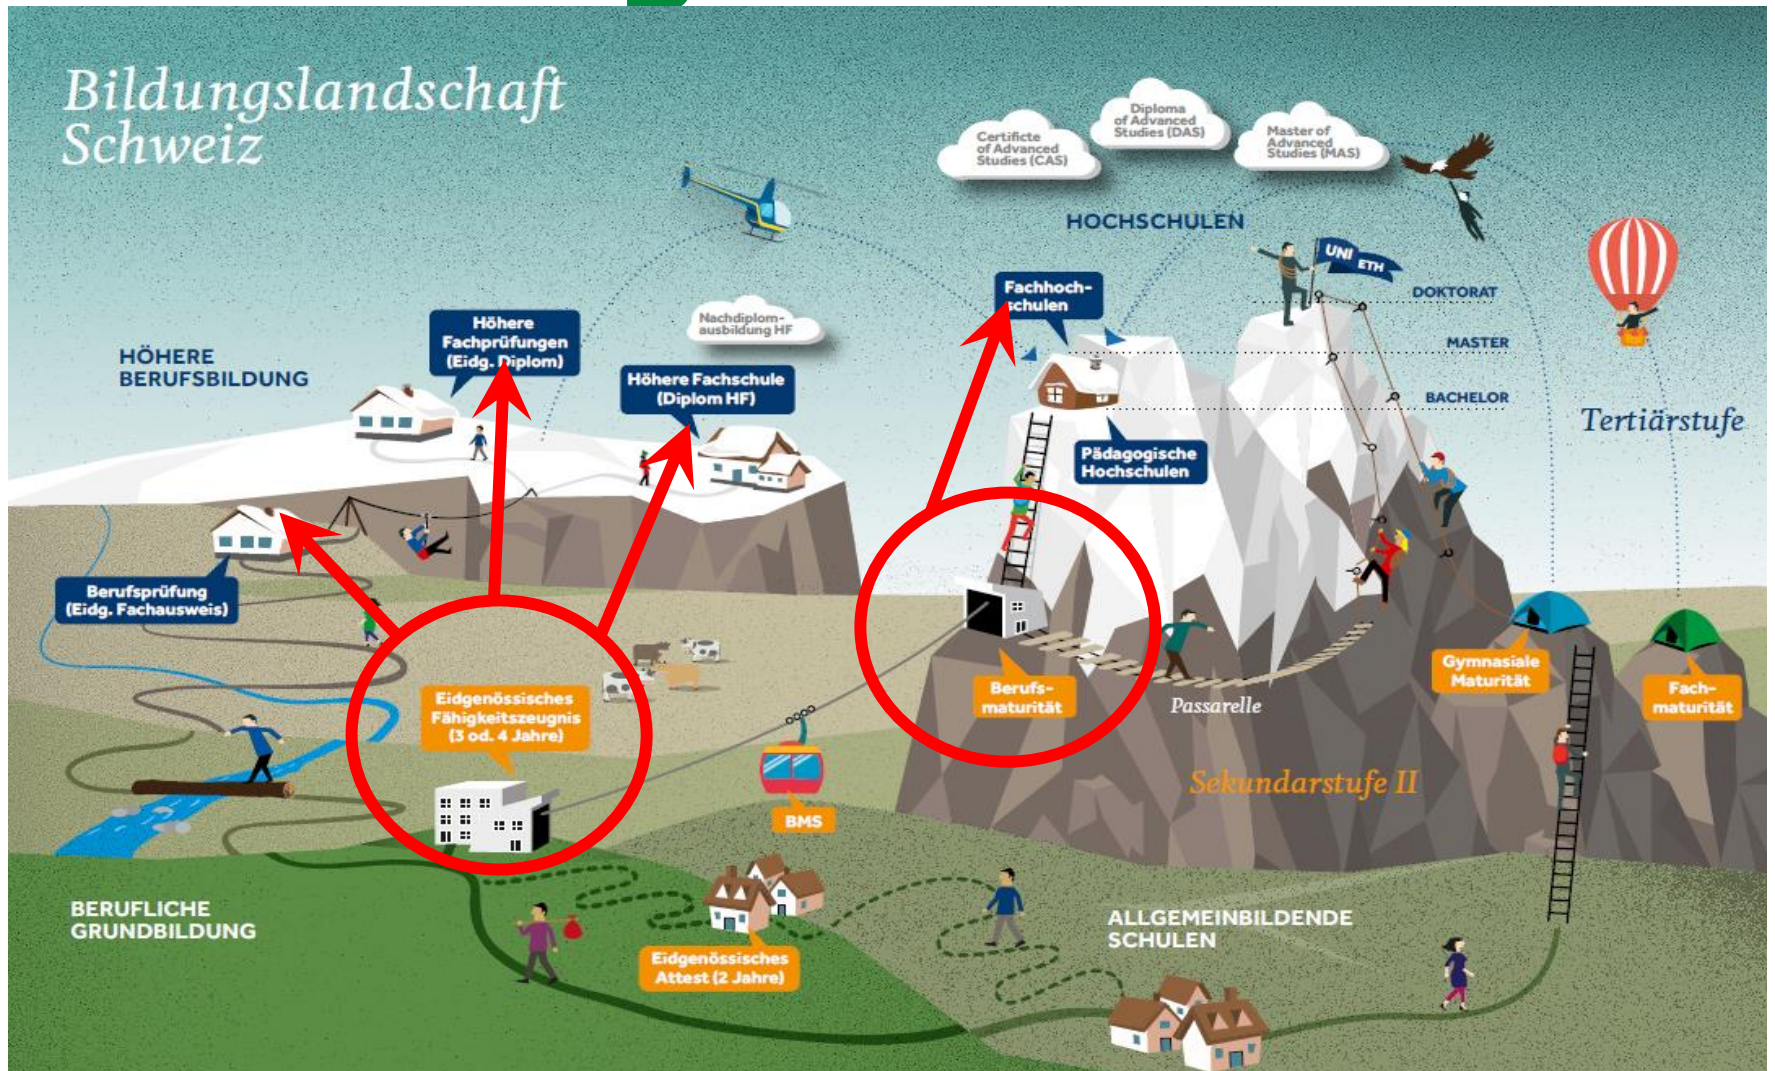 Bildungslandschaft
Schweiz
Certificte
of Advanced
Studies (CAS)
Diploma
of Advanced
Studies (DAS)
Master of
Advanced
Studies (MAS)
HOCHSCHULEN
UNI ETH
Fachhoch-
schulen
DOKTORAT
MASTER
BACHELOR
Tertiärstufe
Nachdiplom-
ausbildung HF
Höhere
Fachprüfungen
(Eidg. Diplom)
HÖHERE
BERUFSBILDUNG
Höhere Fachschule
(Diplom HF)
Pädagogische
Hochschulen
Berufsprüfung
(Eidg. Fachausweis)
Eidgenössisches
Fähigkeitszeugnis
(3 od. 4 Jahre)
Berufs-
maturität
Passarelle
Gymnasiale
Maturität
Fach-
maturität
Sekundarstufe II
BMS
BERUFLICHE
GRUNDBILDUNG
Eidgenössisches
Attest (2 Jahre)
ALLGEMEINBILDENDE
SCHULEN